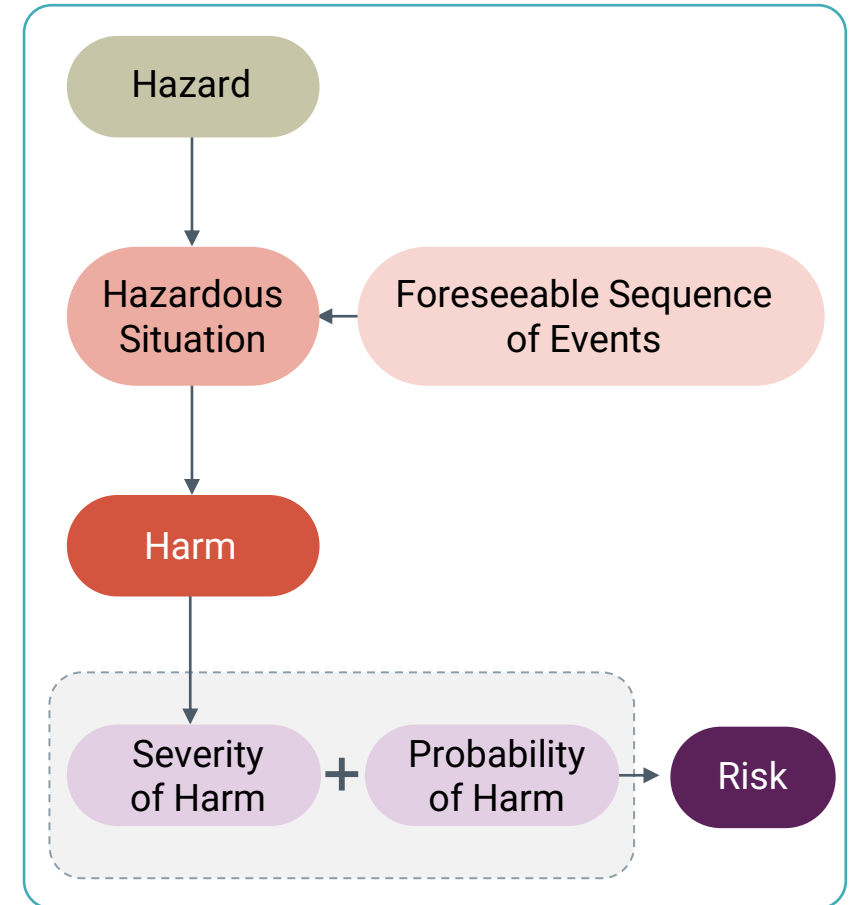 Hazard
Hazardous
Situation
Foreseeable Sequence
of Events
Harm
Severity
of Harm
+
Probability
of Harm
Risk